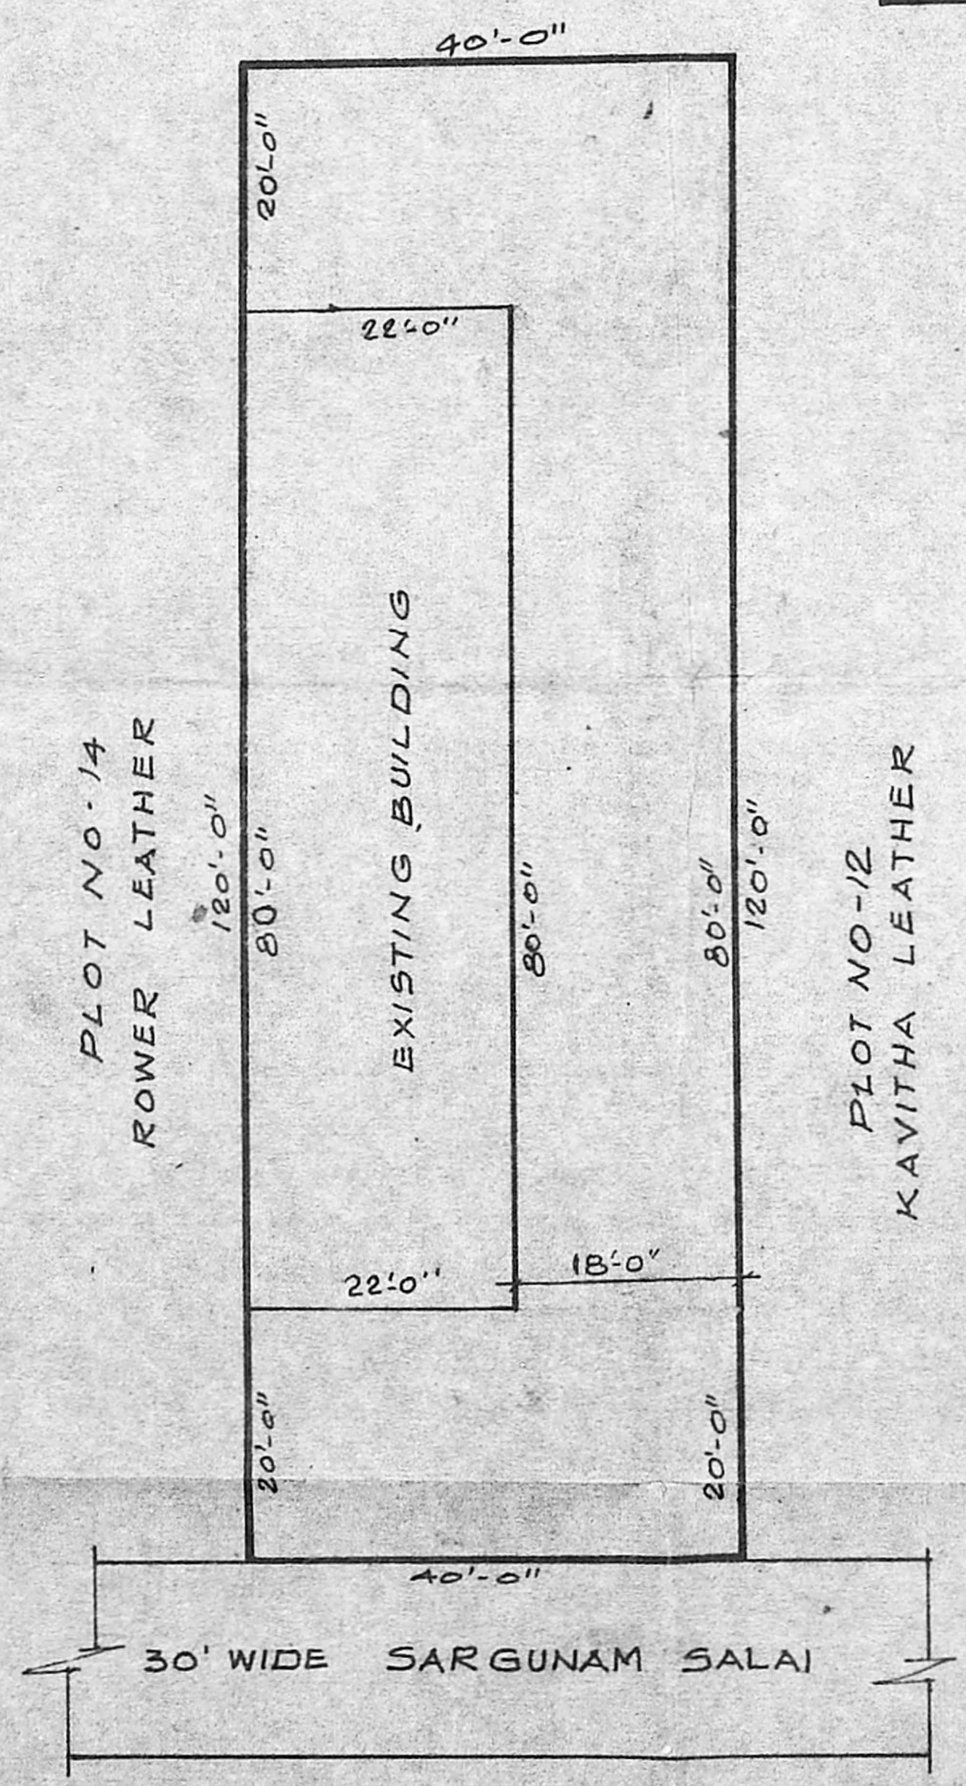 40'-0"
20'-0"
22'-0"
EXISTING BUILDING
PLOT NO-14
ROWER LEATHER
120'-0"
80'-0"
80'-0"
80'-0"
120'-0"
PLOT NO-12
KAVITHA LEATHER
22'-0"
18'-0"
20'-0"
20'-0"
40'-0"
30' WIDE SARGUNAM SALAI